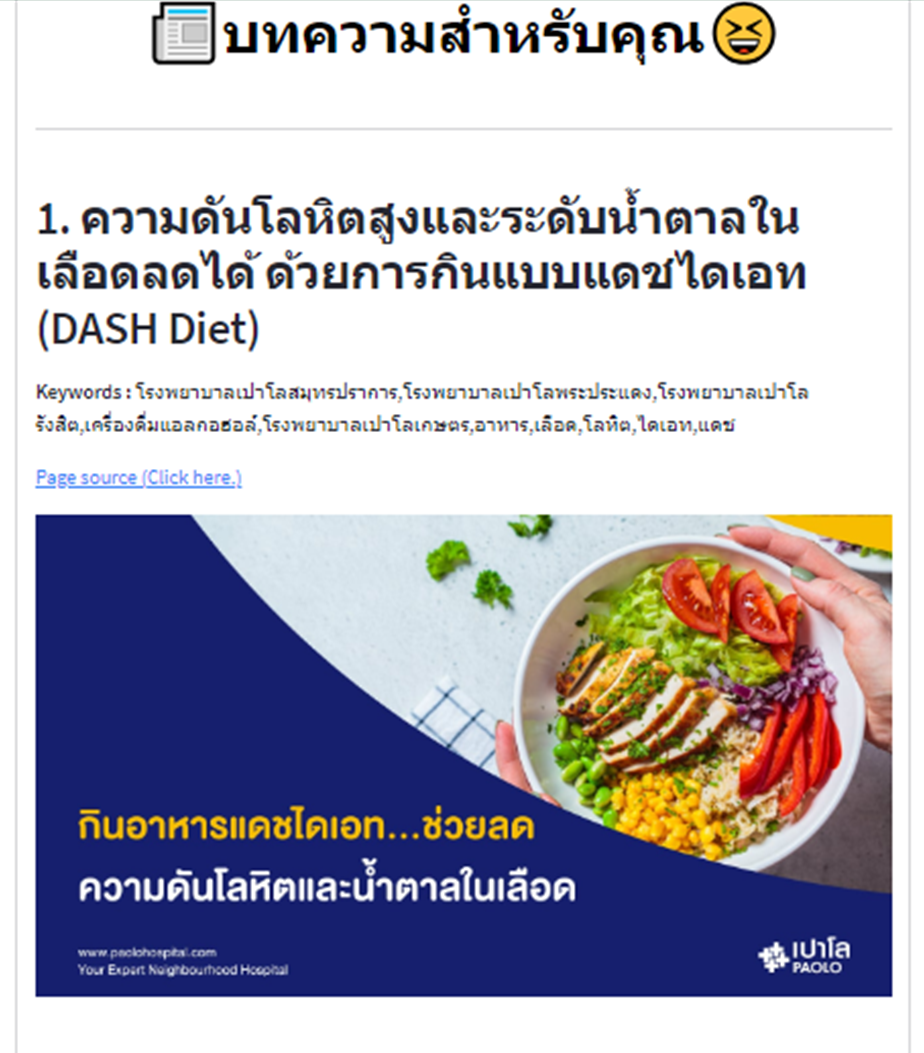 บทความสำหรับคุณ
1. ความดันโลหิตสูงและระดับน้ำตาลใน
เลือดลดได้ ด้วยการกินแบบแดชไดเอท
(DASH Diet)
Keywords : โรงพยาบาลเปาโลสมุทรปราการ,โรงพยาบาลเปาโลพระประแดง,โรงพยาบาลเปาโล
รังสิต,เครื่องดื่มแอลกอฮอล์,โรงพยาบาลเปาโลเกษตร,อาหาร,เลือด,โลหิต,ไดเอท,แดช
Page source (Click here.)
กินอาหารแดชไดเอท...ช่วยลด
ความดันโลหิตและน้ำตาลในเลือด
www.paolohospital.com
Your Expert Neighbourhood Hospital
เปาโล
PAOLO